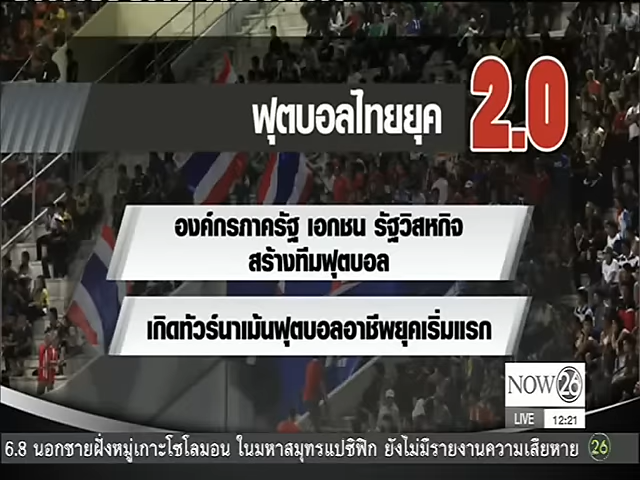 ฟุตบอลไทยยุค 2.0
องค์กรภาครัฐ เอกชน รัฐวิสหกิจ
สร้างทีมฟุตบอล
เกิดทัวร์นาเม้นฟุตบอลอาชีพยุคเริ่มแรก
NOW26
LIVE 12:21
6.8 นอกชายฝั่งหมู่เกาะโซโลมอน ในมหาสมุทรแปซิฟิก ยังไม่มีรายงานความเสียหาย 26